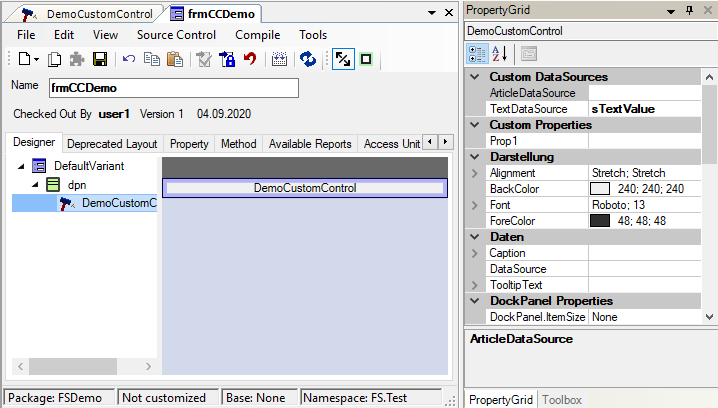 DemoCustomControl
frmCCDemo
File Edit View Source Control Compile Tools
Name frmCCDemo
Checked Out By user1 Version 1 04.09.2020
Designer Deprecated Layout Property Method Available Reports Access Unit
DefaultVariant
dpn
DemoCustomC
DemoCustomControl
Package: FSDemo Not customized Base: None Namespace: FS.Test
PropertyGrid
DemoCustomControl
Custom DataSources
ArticleDataSource
TextDataSource sTextValue
Custom Properties
Prop1
Darstellung
Alignment Stretch; Stretch
BackColor 240; 240; 240
Font Roboto; 13
ForeColor 48; 48; 48
Daten
Caption
DataSource
TooltipText
DockPanel Properties
DockPanel.ItemSize None
ArticleDataSource
PropertyGrid Toolbox